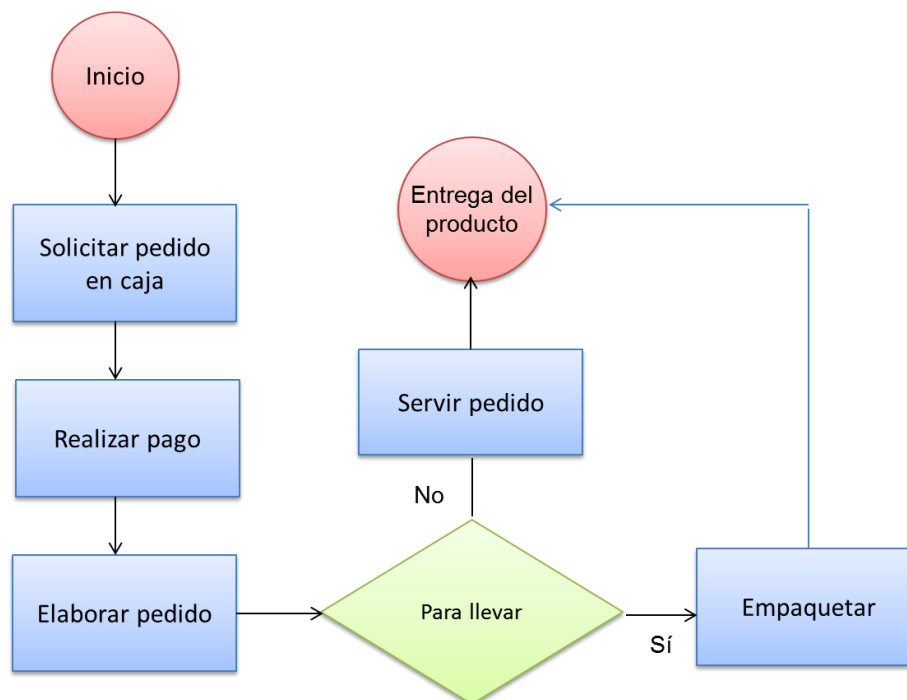 Inicio
Solicitar pedido
en caja
Realizar pago
Elaborar pedido
Para llevar
No
Servir pedido
Entrega del
producto
Sí
Empaquetar